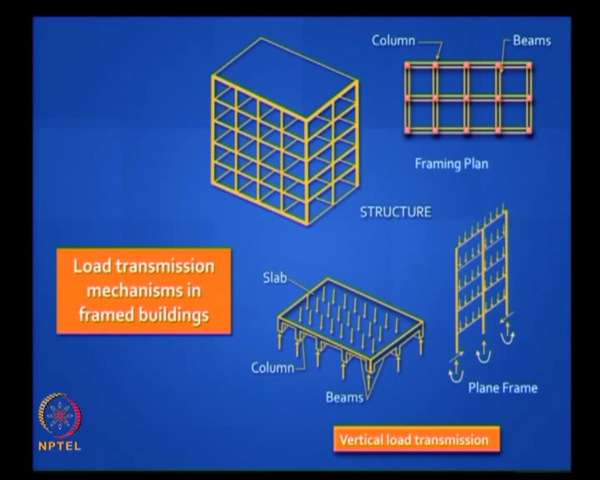 Column
Beams
Framing Plan
STRUCTURE
Load transmission
mechanisms in
framed buildings
Slab
Column
Beams
Plane Frame
Vertical load transmission
NPTEL